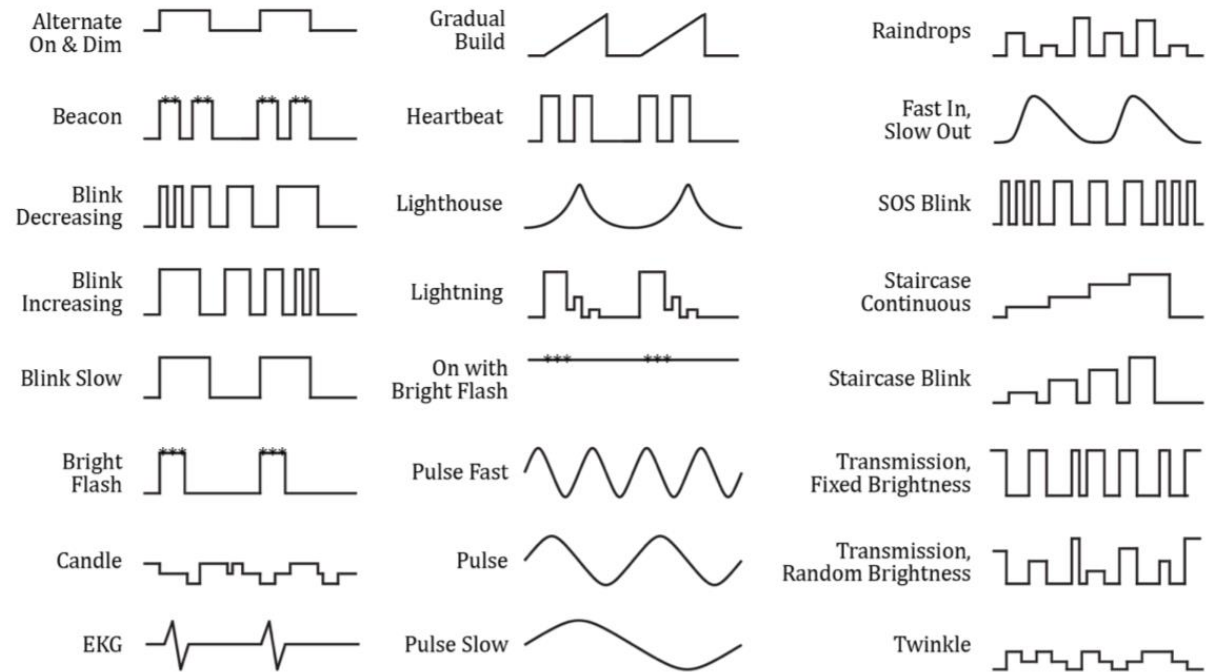 Alternate
On & Dim
Beacon
Blink
Decreasing
Blink
Increasing
Blink Slow
Bright
Flash
Candle
EKG
Gradual
Build
Heartbeat
Lighthouse
Lightning
On with
Bright Flash
Pulse Fast
Pulse
Pulse Slow
Raindrops
Fast In,
Slow Out
SOS Blink
Staircase
Continuous
Staircase Blink
Transmission,
Fixed Brightness
Transmission,
Random Brightness
Twinkle